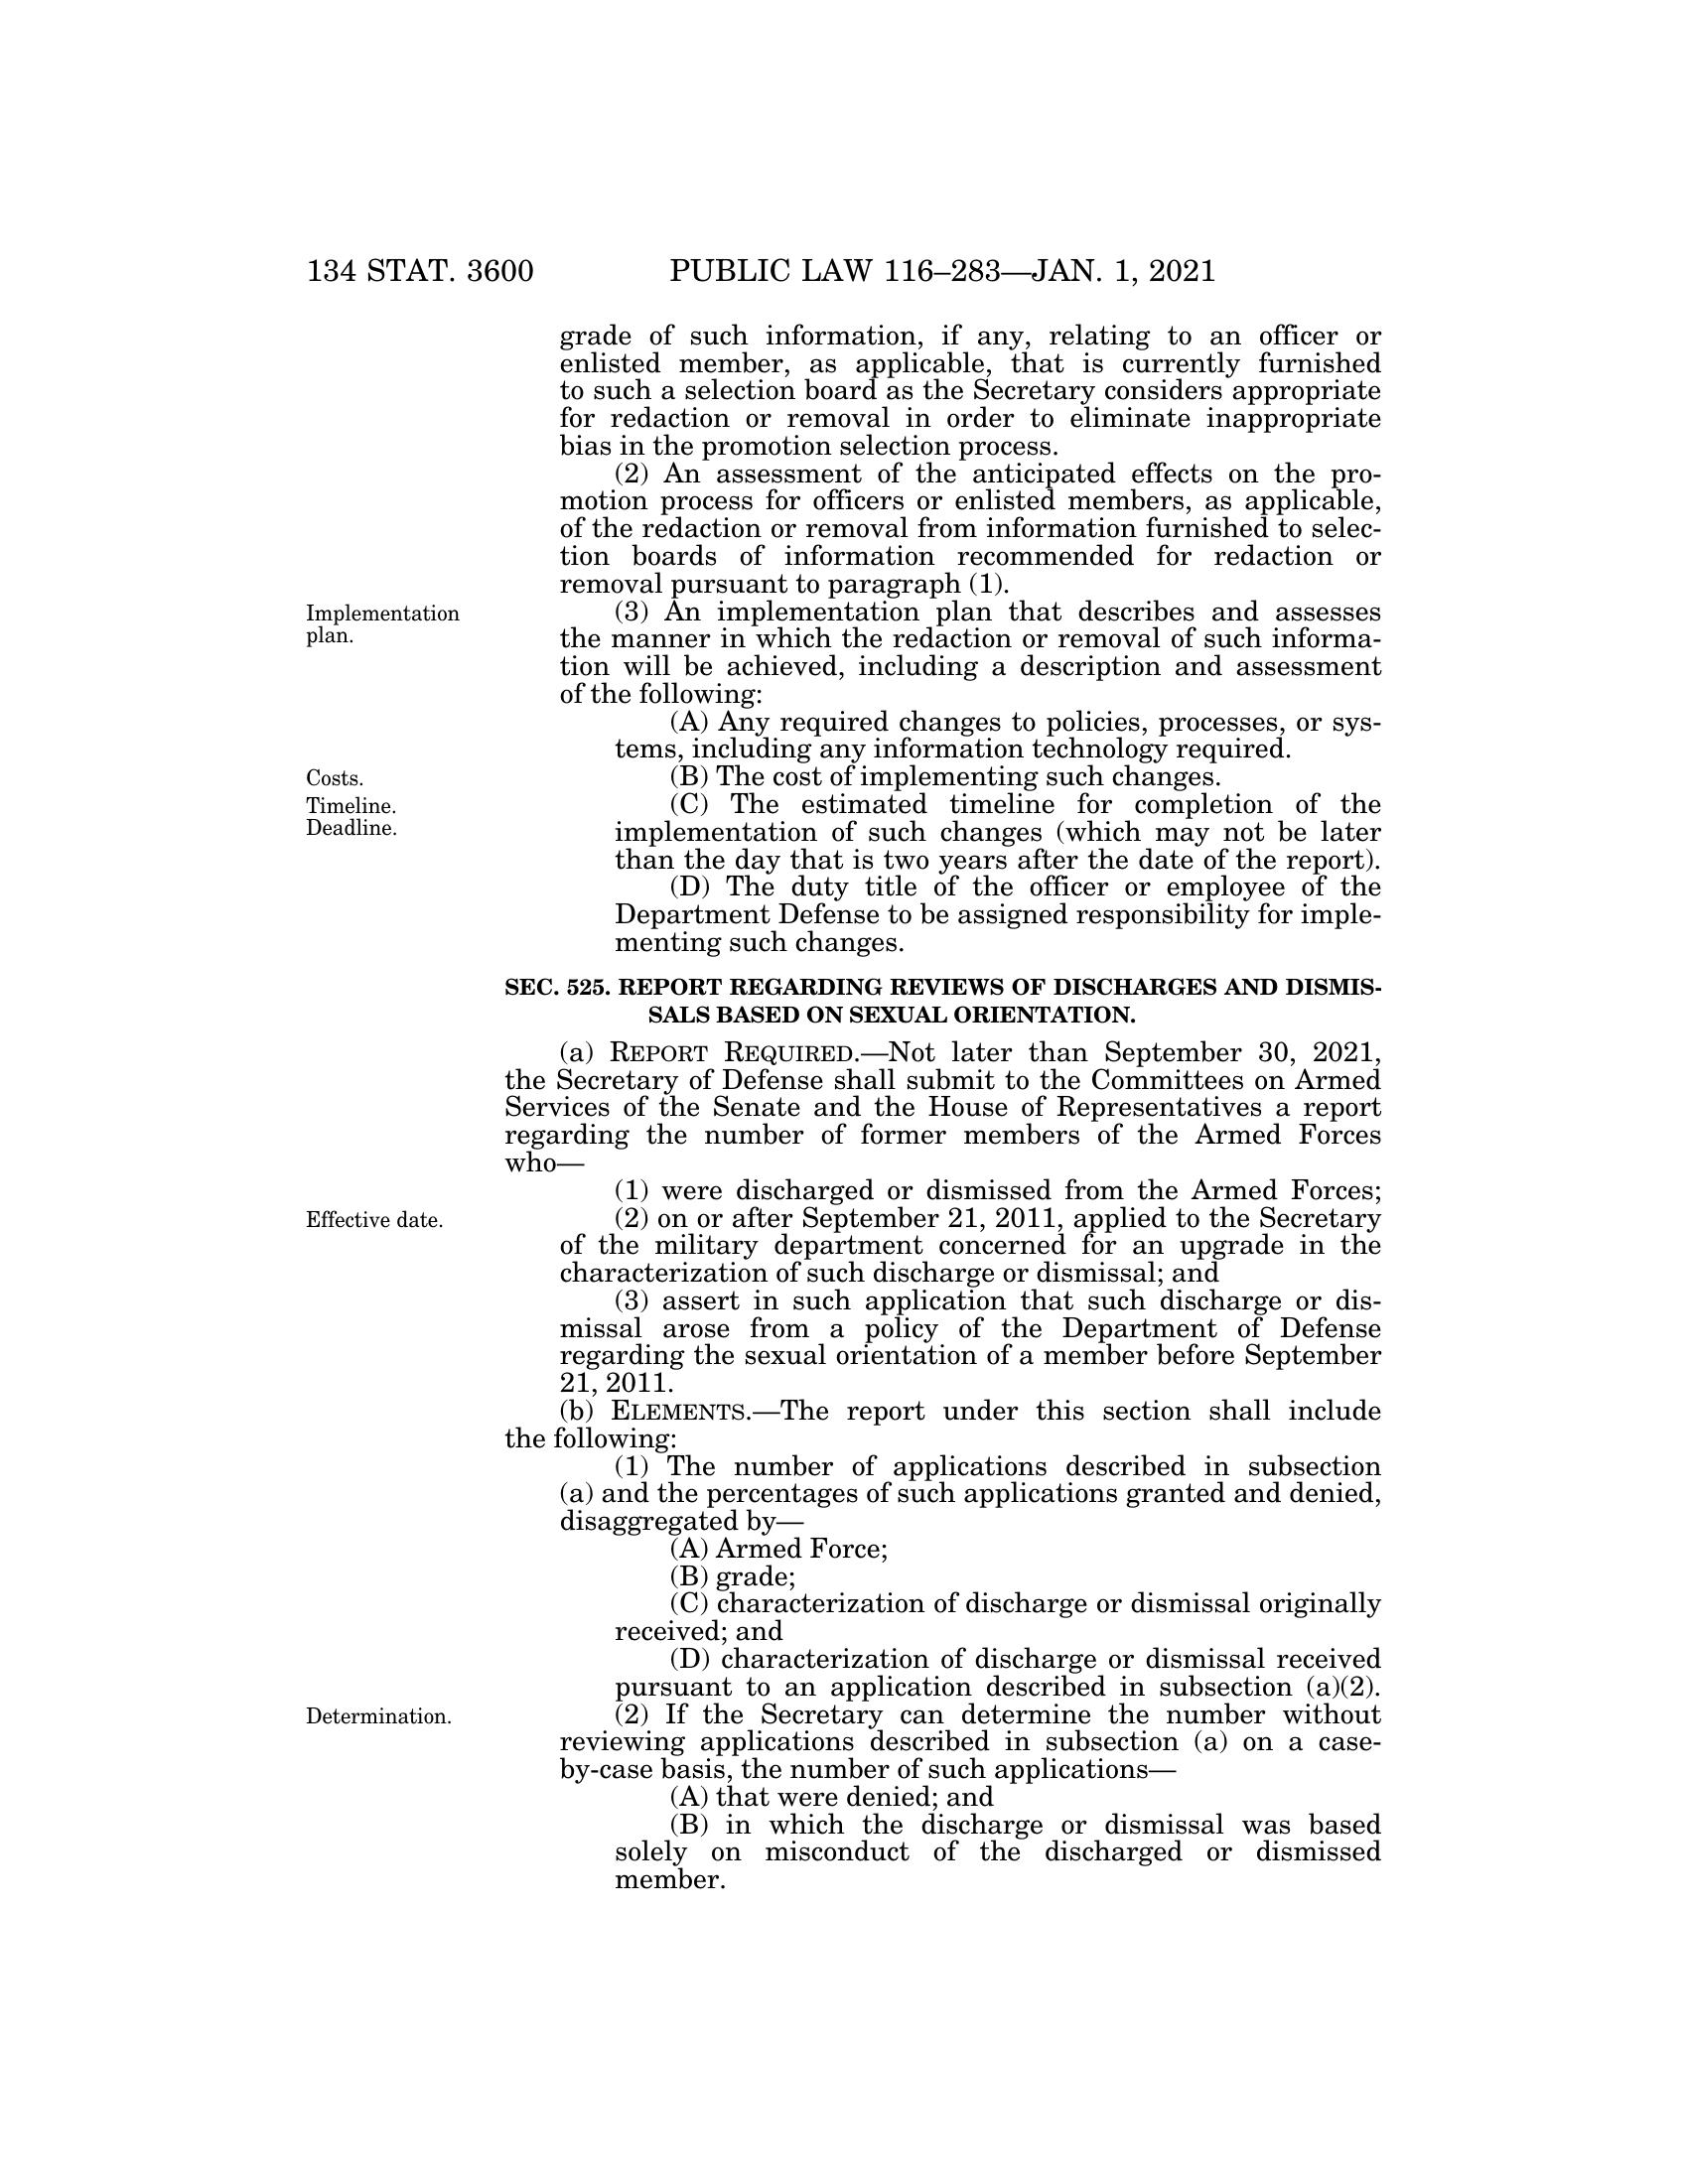 134 STAT. 3600 PUBLIC LAW 116–283—JAN. 1, 2021
grade of such information, if any, relating to an officer or
enlisted member, as applicable, that is currently furnished
to such a selection board as the Secretary considers appropriate
for redaction or removal in order to eliminate inappropriate
bias in the promotion selection process.
(2) An assessment of the anticipated effects on the pro-
motion process for officers or enlisted members, as applicable,
of the redaction or removal from information furnished to selec-
tion boards of information recommended for redaction or
removal pursuant to paragraph (1).
Implementation
plan.
(3) An implementation plan that describes and assesses
the manner in which the redaction or removal of such informa-
tion will be achieved, including a description and assessment
of the following:
(A) Any required changes to policies, processes, or sys-
tems, including any information technology required.
Costs.
(B) The cost of implementing such changes.
Timeline.
Deadline.
(C) The estimated timeline for completion of the
implementation of such changes (which may not be later
than the day that is two years after the date of the report).
(D) The duty title of the officer or employee of the
Department Defense to be assigned responsibility for imple-
menting such changes.
SEC. 525. REPORT REGARDING REVIEWS OF DISCHARGES AND DISMIS-
SALS BASED ON SEXUAL ORIENTATION.
(a) REPORT REQUIRED.—Not later than September 30, 2021,
the Secretary of Defense shall submit to the Committees on Armed
Services of the Senate and the House of Representatives a report
regarding the number of former members of the Armed Forces
who—
(1) were discharged or dismissed from the Armed Forces;
Effective date.
(2) on or after September 21, 2011, applied to the Secretary
of the military department concerned for an upgrade in the
characterization of such discharge or dismissal; and
(3) assert in such application that such discharge or dis-
missal arose from a policy of the Department of Defense
regarding the sexual orientation of a member before September
21, 2011.
(b) ELEMENTS.—The report under this section shall include
the following:
(1) The number of applications described in subsection
(a) and the percentages of such applications granted and denied,
disaggregated by—
(A) Armed Force;
(B) grade;
(C) characterization of discharge or dismissal originally
received; and
(D) characterization of discharge or dismissal received
pursuant to an application described in subsection (a)(2).
Determination.
(2) If the Secretary can determine the number without
reviewing applications described in subsection (a) on a case-
by-case basis, the number of such applications—
(A) that were denied; and
(B) in which the discharge or dismissal was based
solely on misconduct of the discharged or dismissed
member.